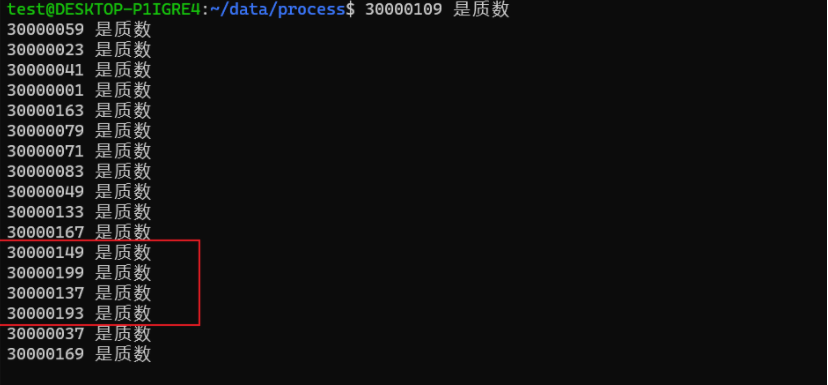 test@DESKTOP-P1IGRE4:~/data/process$ 30000109 是质数
30000059 是质数
30000023 是质数
30000041 是质数
30000001 是质数
30000163 是质数
30000079 是质数
30000071 是质数
30000083 是质数
30000049 是质数
30000133 是质数
30000167 是质数
30000149 是质数
30000199 是质数
30000137 是质数
30000193 是质数
30000037 是质数
30000169 是质数